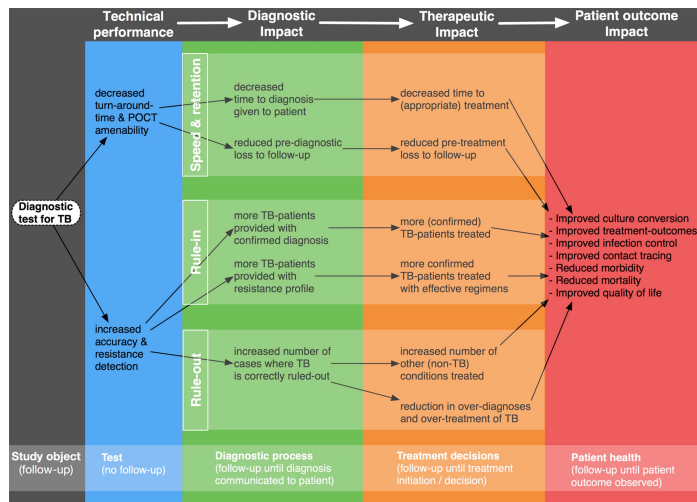 Technical
performance
Diagnostic
Impact
Therapeutic
Impact
Patient outcome
Impact
Speed & retention
decreased
turn-around-
time & POCT
amenability
decreased
time to diagnosis
given to patient
decreased time to
(appropriate) treatment
reduced pre-diagnostic
loss to follow-up
reduced pre-treatment
loss to follow-up
Diagnostic
test for TB
Rule-in
more TB-patients
provided with
confirmed diagnosis
more (confirmed)
TB-patients treated
more TB-patients
provided with
resistance profile
more confirmed
TB-patients treated
with effective regimens
- Improved culture conversion
- Improved treatment-outcomes
- Improved infection control
- Improved contact tracing
- Reduced morbidity
- Reduced mortality
- Improved quality of life
increased
accuracy &
resistance
detection
Rule-out
increased number of
cases where TB
is correctly ruled-out
increased number of
other (non-TB)
conditions treated
reduction in over-diagnoses
and over-treatment of TB
Study object
(follow-up)
Test
(no follow-up)
Diagnostic process
(follow-up until diagnosis
communicated to patient)
Treatment decisions
(follow-up until treatment
initiation / decision)
Patient health
(follow-up until patient
outcome observed)